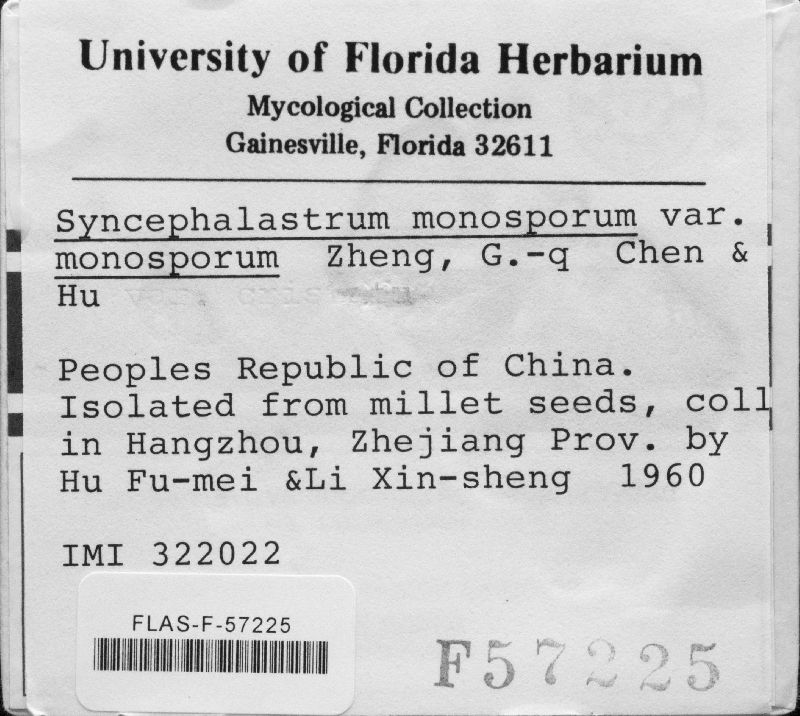 University of Florida Herbarium
Mycological Collection
Gainesville, Florida 32611
Syncephalastrum monosporum var.
monosporum Zheng, G.-q Chen &
Hu
Peoples Republic of China.
Isolated from millet seeds, coll
in Hangzhou, Zhejiang Prov. by
Hu Fu-mei &Li Xin-sheng 1960
IMI 322022
FLAS-F-57225
F57225